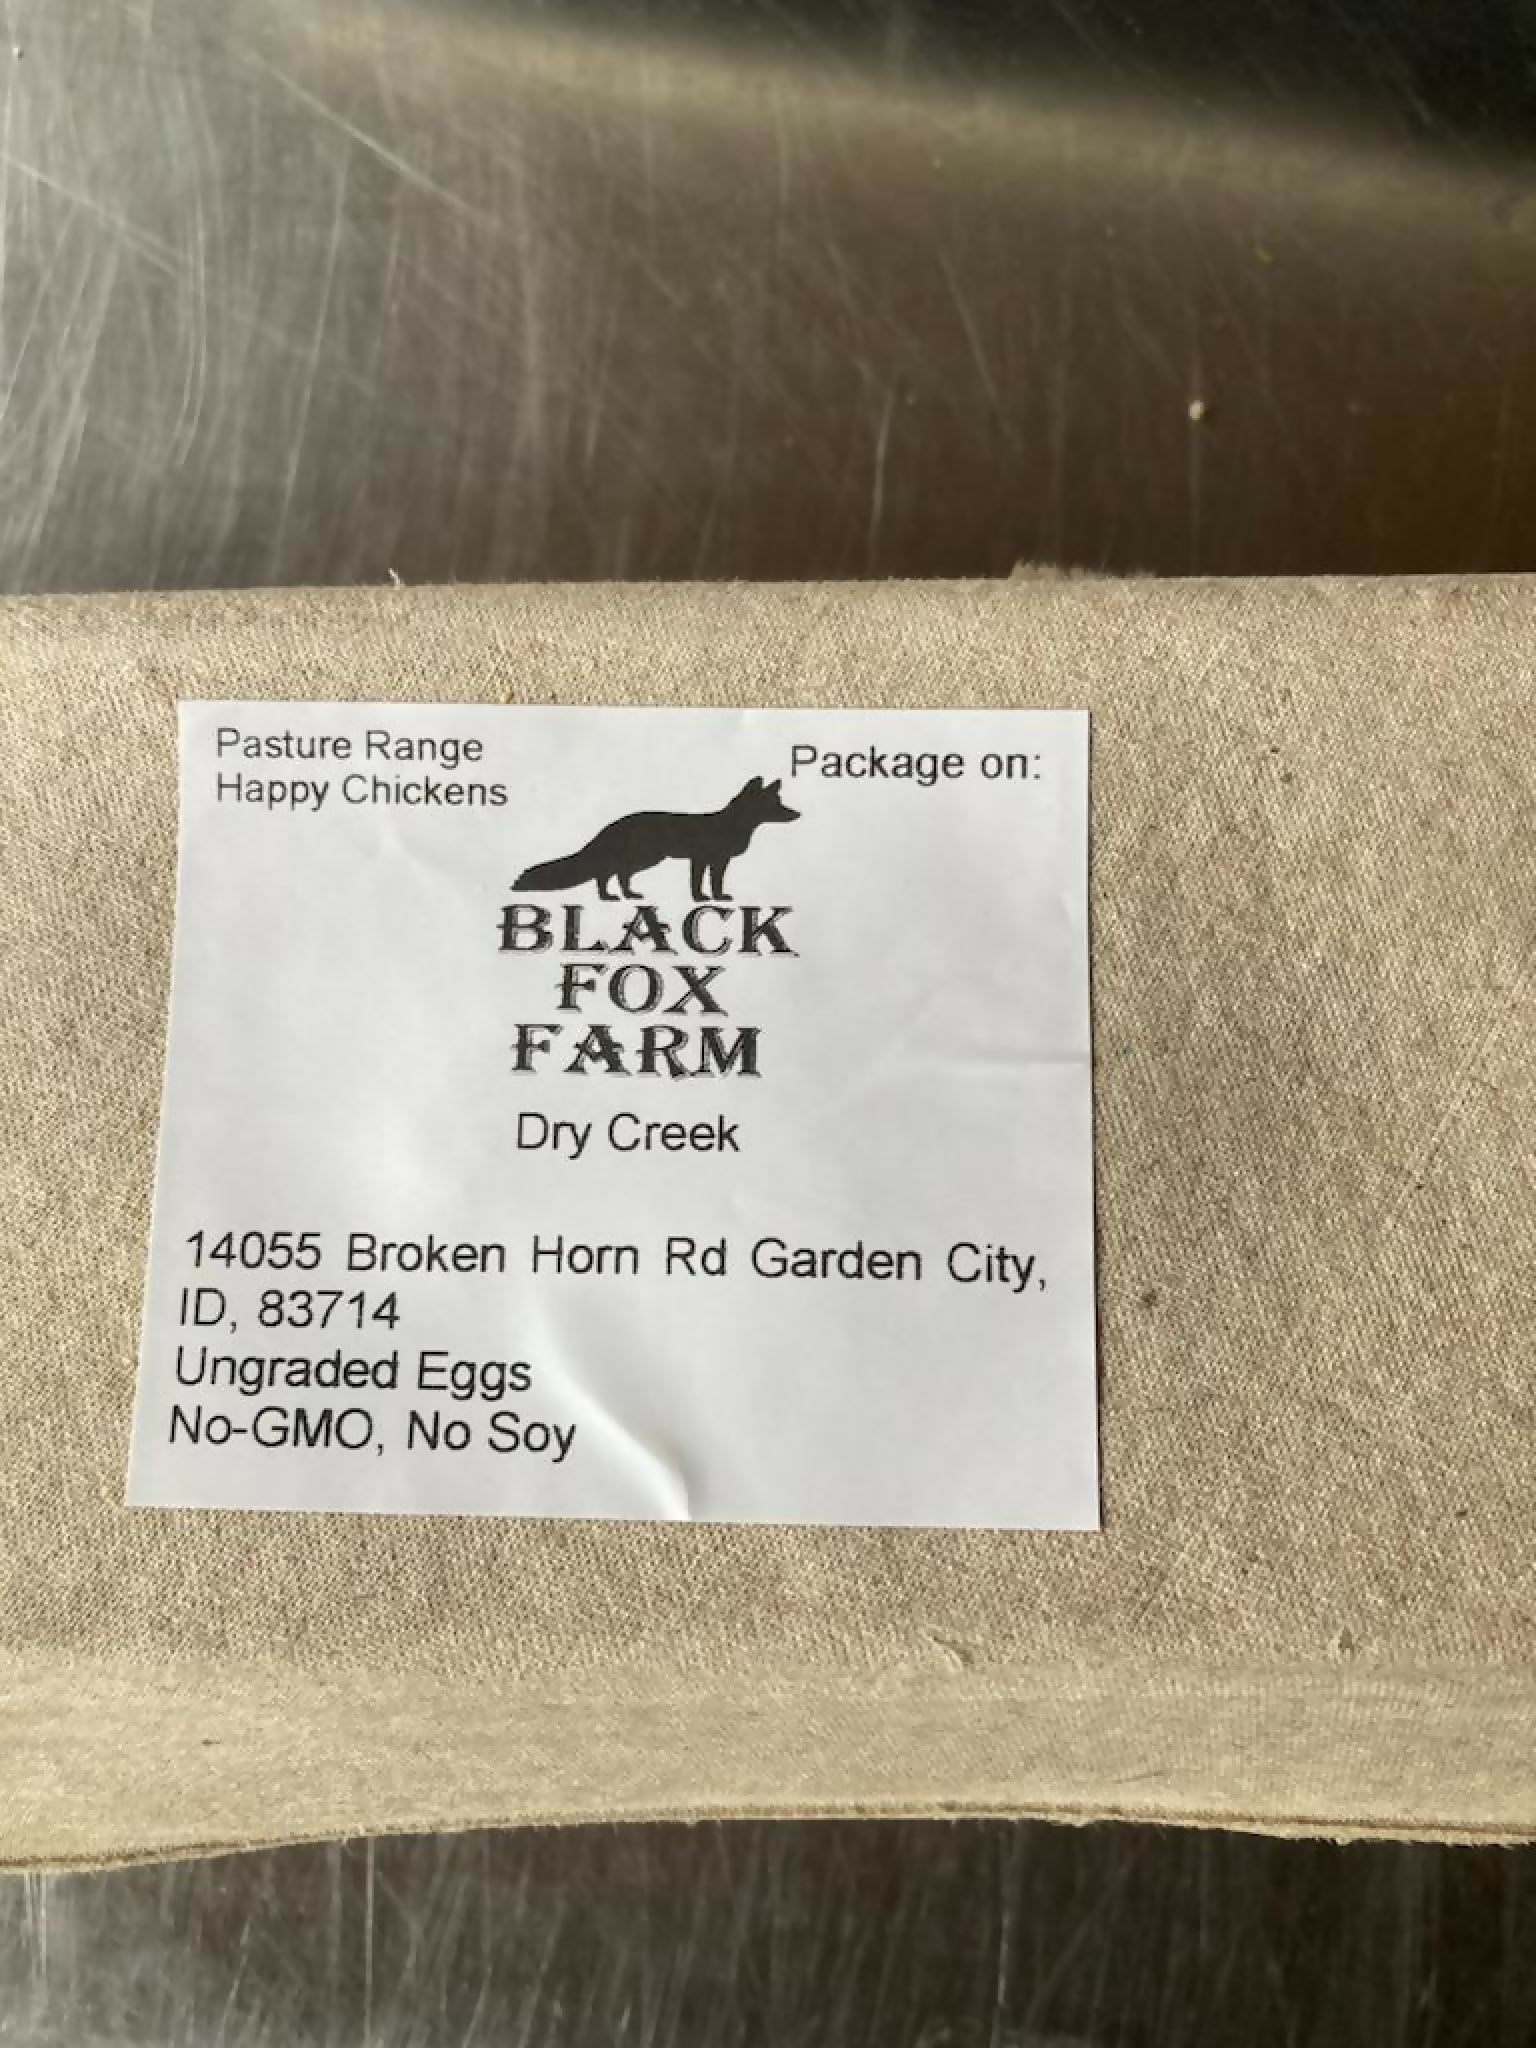 Pasture Range
Happy Chickens
Package on:
BLACK
FOX
FARM
Dry Creek
14055 Broken Horn Rd Garden City,
ID, 83714
Ungraded Eggs
No-GMO, No Soy